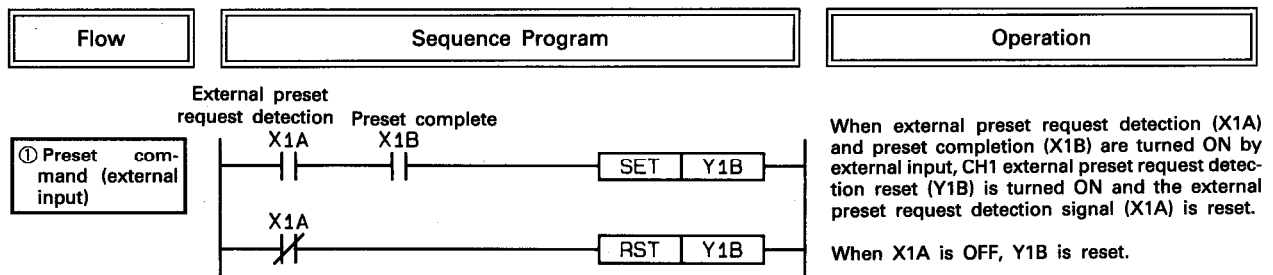 Flow
Sequence Program
Operation
External preset
request detection Preset complete
X1A X1B
① Preset com-
mand (external
input)
SET Y1B
X1A
RST Y1B
When external preset request detection (X1A)
and preset completion (X1B) are turned ON by
external input, CH1 external preset request detec-
tion reset (Y1B) is turned ON and the external
preset request detection signal (X1A) is reset.
When X1A is OFF, Y1B is reset.